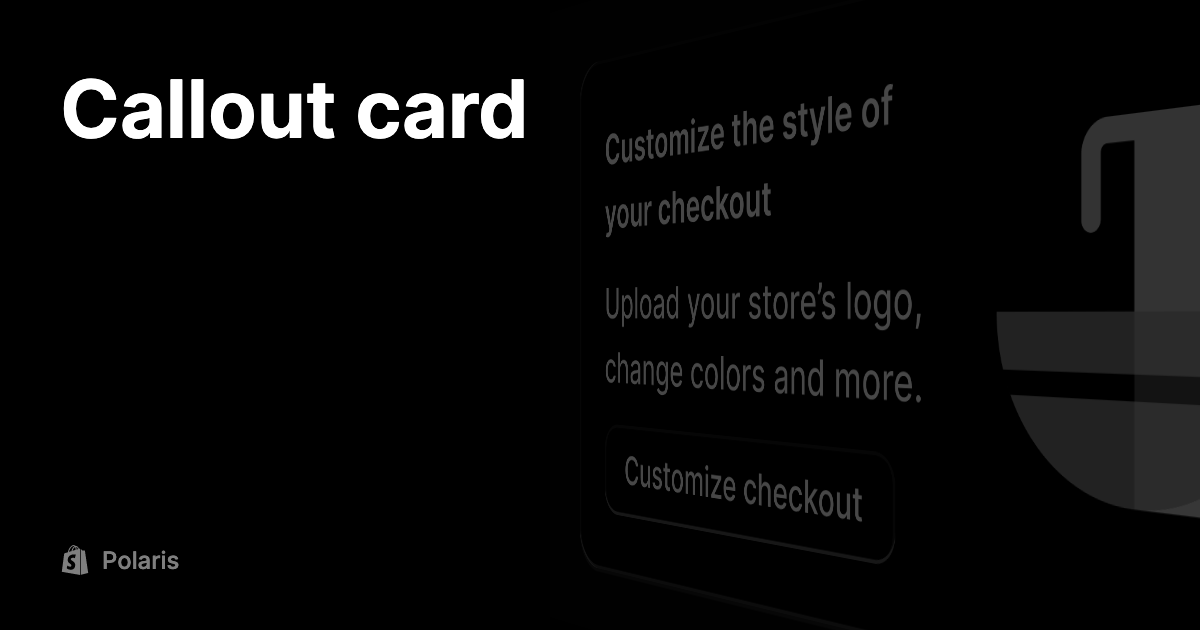 Callout card
Customize the style of
your checkout
Upload your store’s logo,
change colors and more.
Customize checkout
Polaris